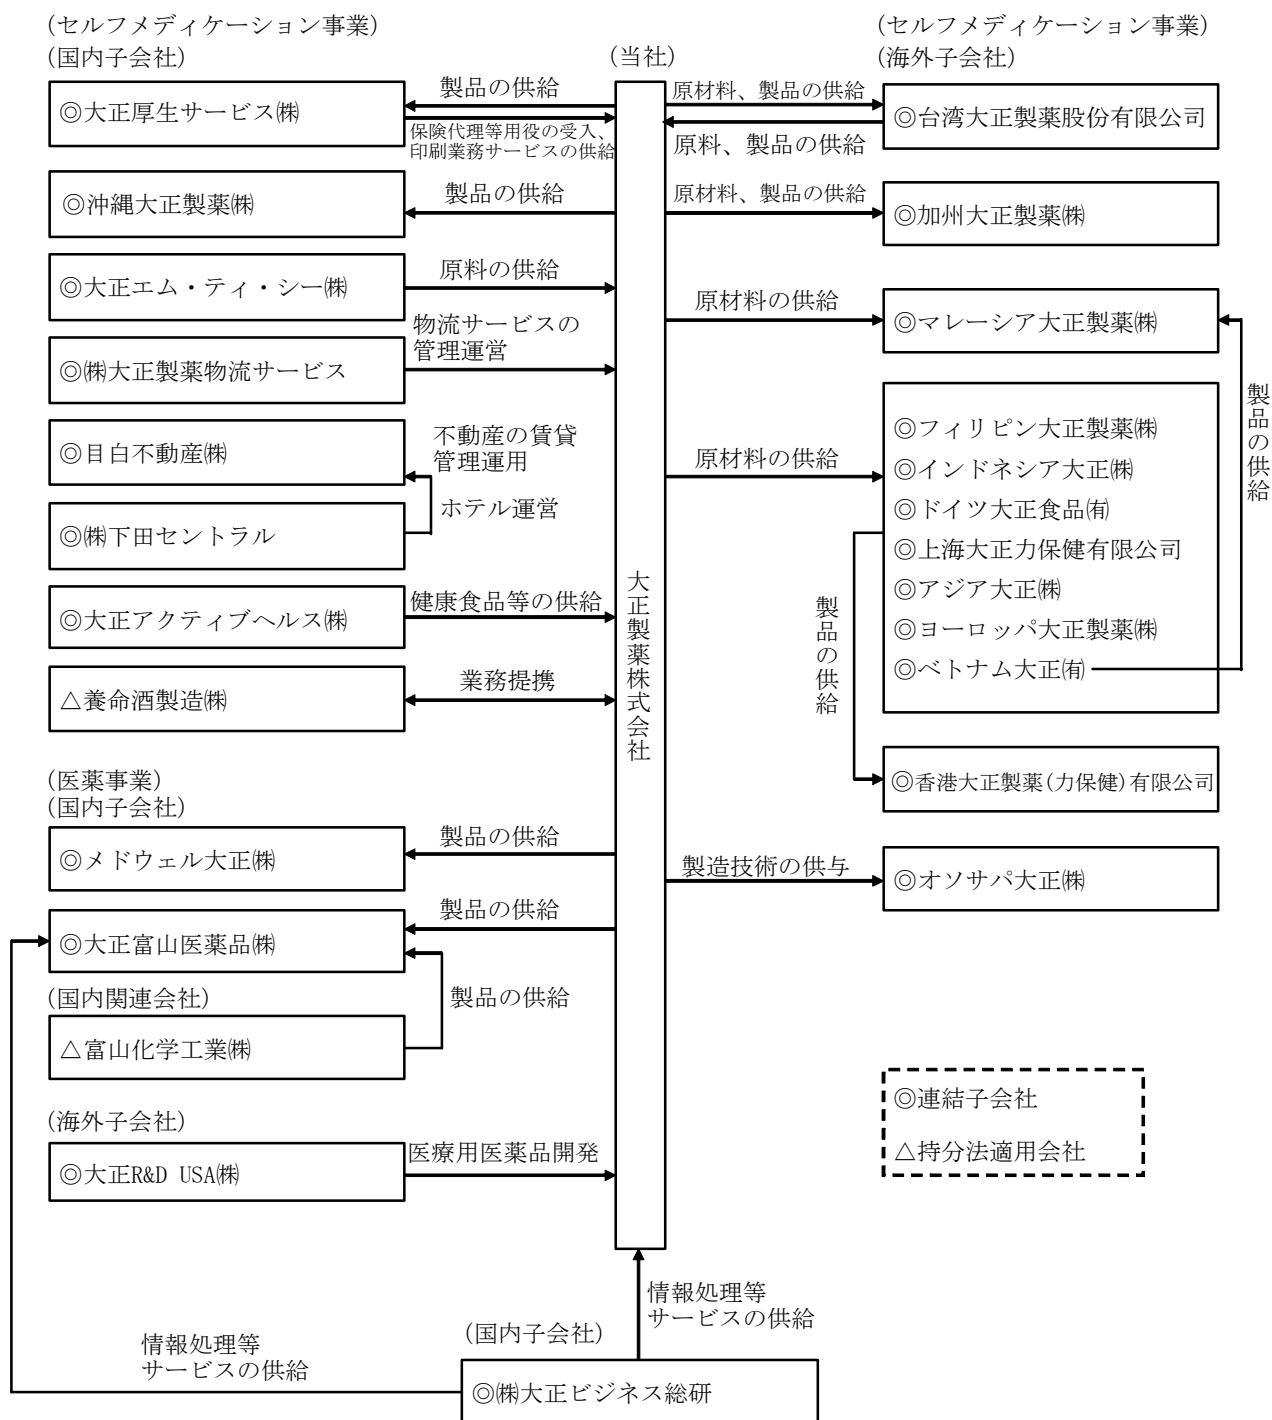 (セルフメディケーション事業)
(国内子会社)
◎大正厚生サービス㈱
製品の供給
保険代理等用役の受入、
印刷業務サービスの供給
◎沖縄大正製薬㈱
製品の供給
◎大正エム・ティ・シー㈱
原料の供給
◎㈱大正製薬物流サービス
物流サービスの
管理運営
◎目白不動産㈱
不動産の賃貸
管理運用
◎㈱下田セントラル
ホテル運営
◎大正アクティブヘルス㈱
健康食品等の供給
△養命酒製造㈱
業務提携
(医薬事業)
(国内子会社)
◎メドウェル大正㈱
製品の供給
◎大正富山医薬品㈱
製品の供給
(国内関連会社)
△富山化学工業㈱
製品の供給
(海外子会社)
◎大正R&D USA㈱
医療用医薬品開発
(当社)
大正製薬株式会社
(セルフメディケーション事業)
(海外子会社)
原材料、製品の供給
原料、製品の供給
◎台湾大正製薬股份有限公司
原材料、製品の供給
◎加州大正製薬㈱
原材料の供給
◎マレーシア大正製薬㈱
原材料の供給
◎フィリピン大正製薬㈱
◎インドネシア大正㈱
◎ドイツ大正食品㈲
◎上海大正力保健有限公司
◎アジア大正㈱
◎ヨーロッパ大正製薬㈱
◎ベトナム大正㈲
製品の供給
製品の供給
◎香港大正製薬(力保健)有限公司
製造技術の供与
◎オソサパ大正㈱
◎連結子会社
△持分法適用会社
情報処理等
サービスの供給
(国内子会社)
情報処理等
サービスの供給
◎㈱大正ビジネス総研